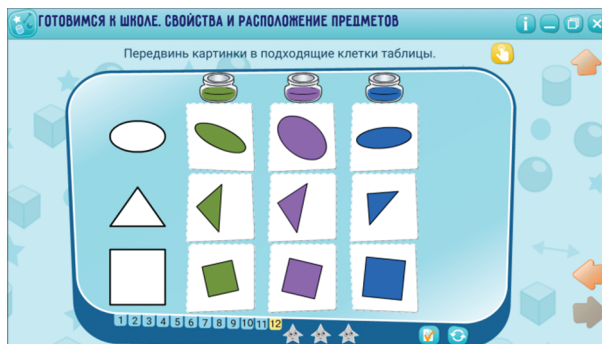 ГОТОВИМСЯ К ШКОЛЕ. СВОЙСТВА И РАСПОЛОЖЕНИЕ ПРЕДМЕТОВ
i
Передвинь картинки в подходящие клетки таблицы.
1 2 3 4 5 6 7 8 9 10 11 12